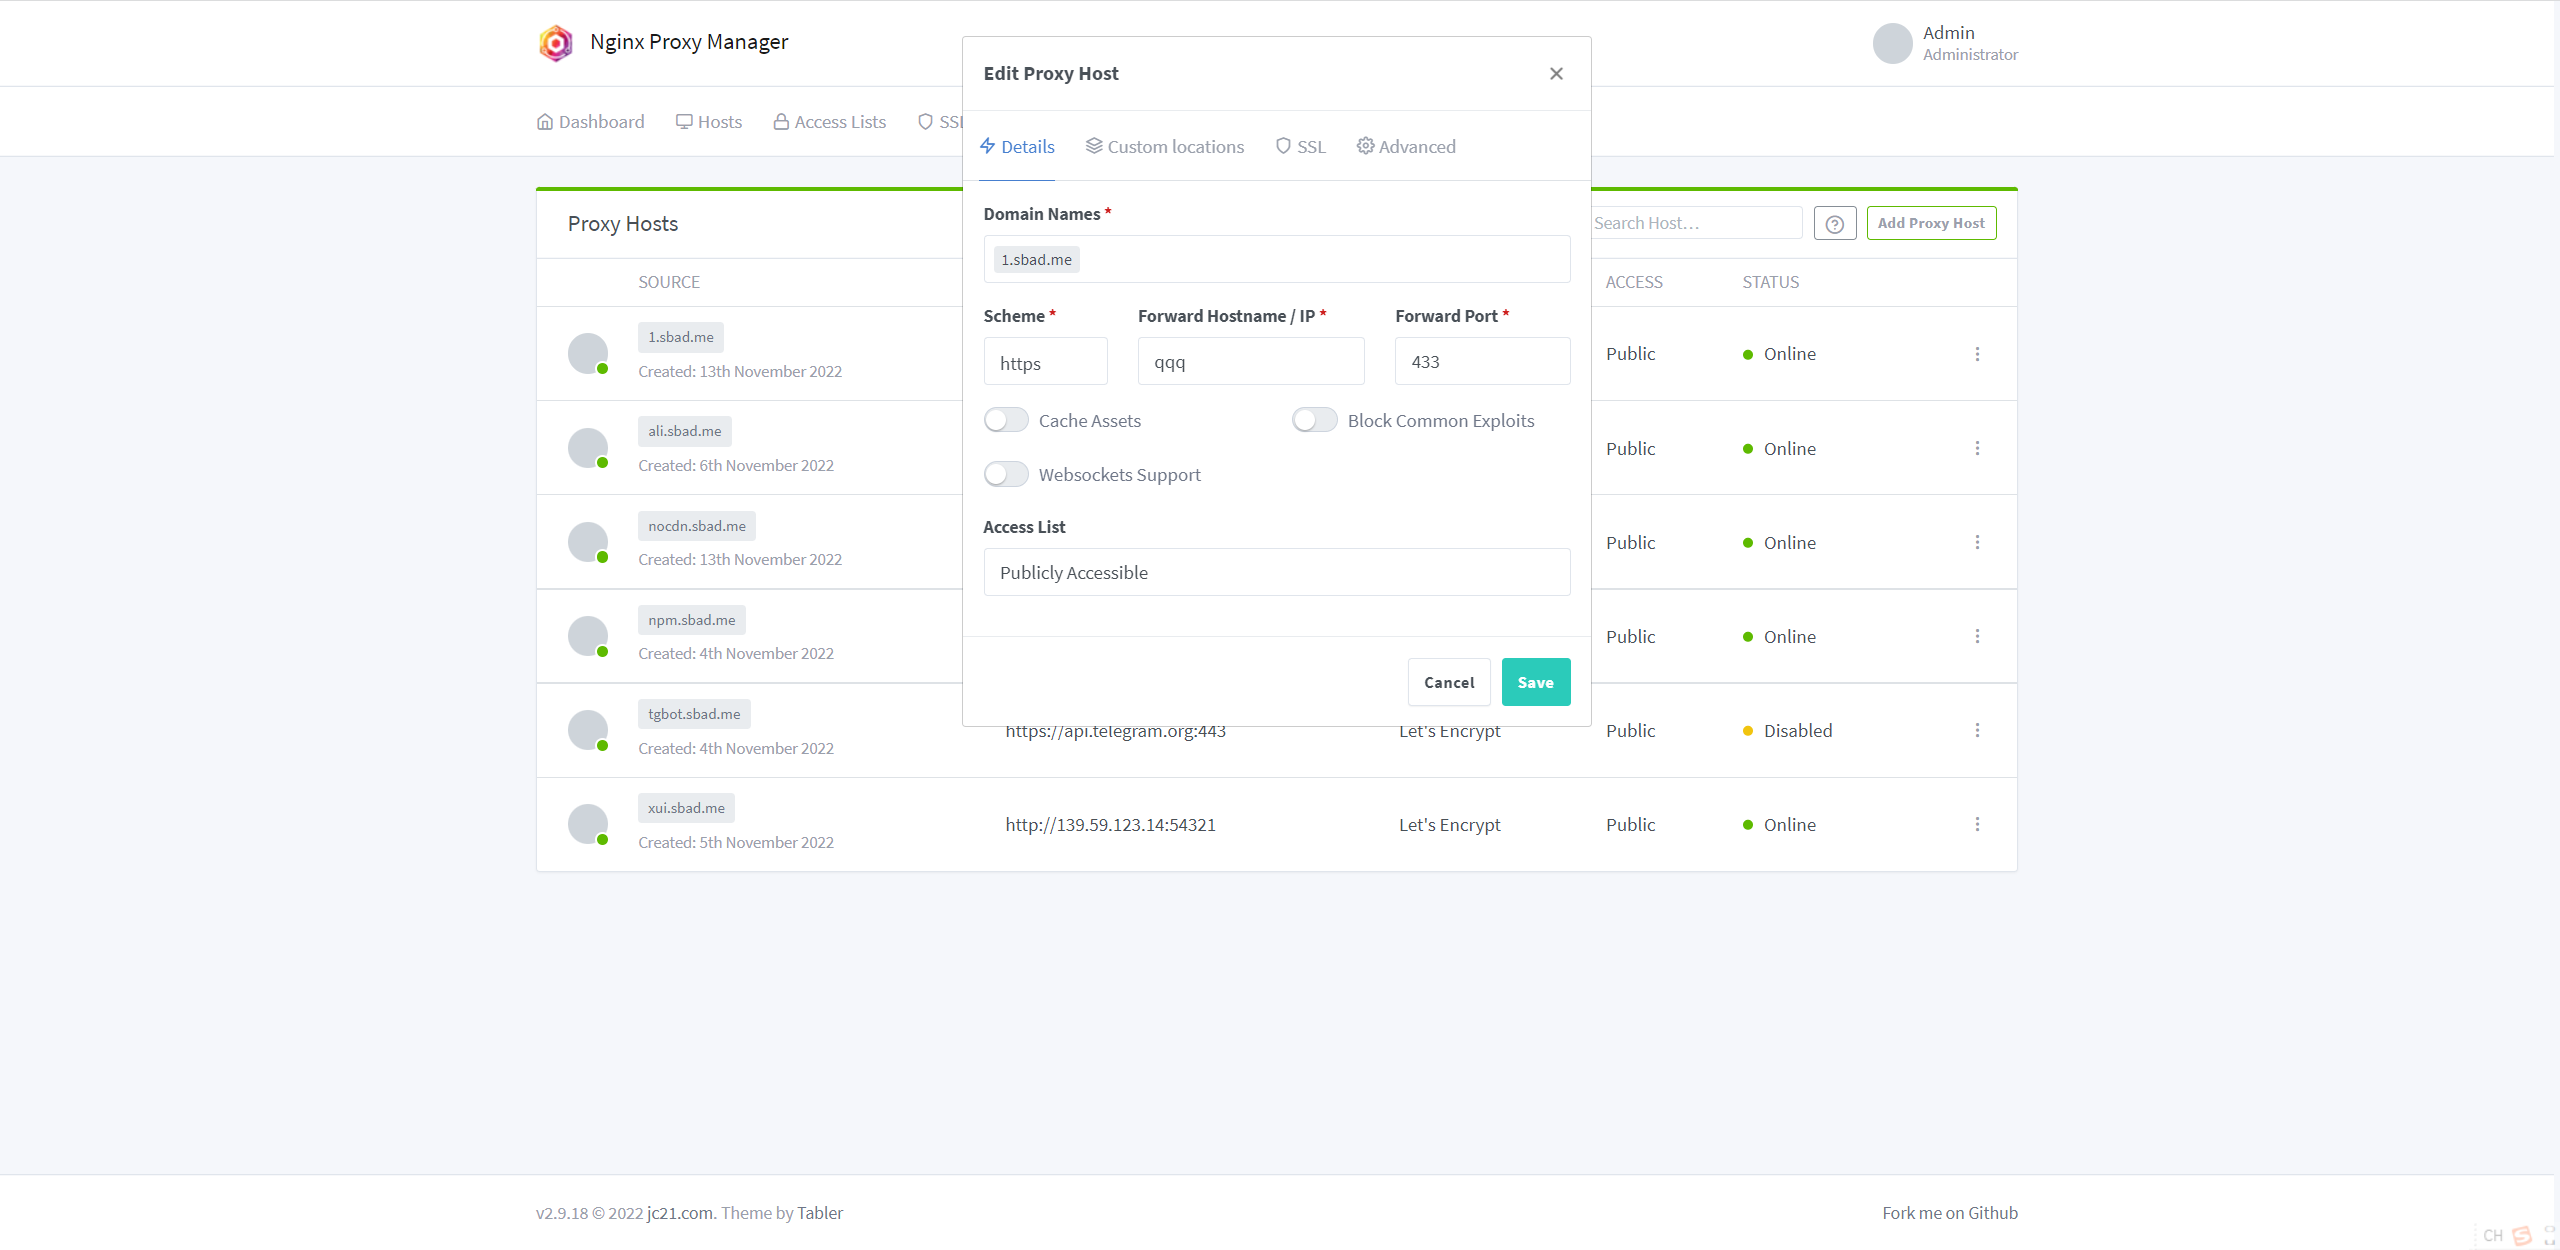 Nginx Proxy Manager
Admin
Administrator
Dashboard
Hosts
Access Lists
SSL
Edit Proxy Host
Details
Custom locations
SSL
Advanced
Domain Names *
1.sbad.me
Scheme *
Forward Hostname / IP *
Forward Port *
https
qqq
433
Cache Assets
Block Common Exploits
Websockets Support
Access List
Publicly Accessible
Cancel
Save
Proxy Hosts
Search Host…
Add Proxy Host
SOURCE
ACCESS
STATUS
1.sbad.me
Created: 13th November 2022
Public
Online
ali.sbad.me
Created: 6th November 2022
Public
Online
nocdn.sbad.me
Created: 13th November 2022
Public
Online
npm.sbad.me
Created: 4th November 2022
Public
Online
tgbot.sbad.me
Created: 4th November 2022
https://api.telegram.org:443
Let's Encrypt
Public
Disabled
xui.sbad.me
Created: 5th November 2022
http://139.59.123.14:54321
Let's Encrypt
Public
Online
v2.9.18 © 2022 jc21.com. Theme by Tabler
Fork me on Github
CH